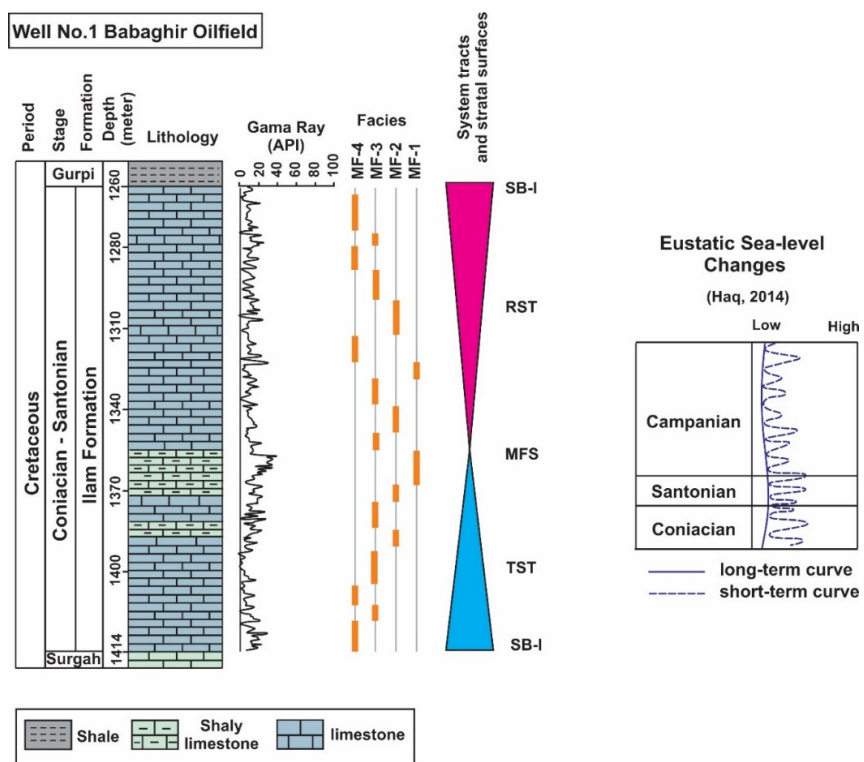 Well No.1 Babaghir Oilfield
Period
Stage
Formation
Depth
(meter)
Lithology
Gama Ray
(API)
0
20
40
60
80
100
Facies
MF-4
MF-3
MF-2
MF-1
System tracts
and stratal surfaces
Cretaceous
Coniacian - Santonian
Ilam Formation
Gurpi
Surgah
1260
1280
1310
1340
1370
1400
1414
SB-I
RST
MFS
TST
SB-I
Eustatic Sea-level
Changes
(Haq, 2014)
Low
High
Campanian
Santonian
Coniacian
long-term curve
short-term curve
Shale
Shaly
limestone
limestone